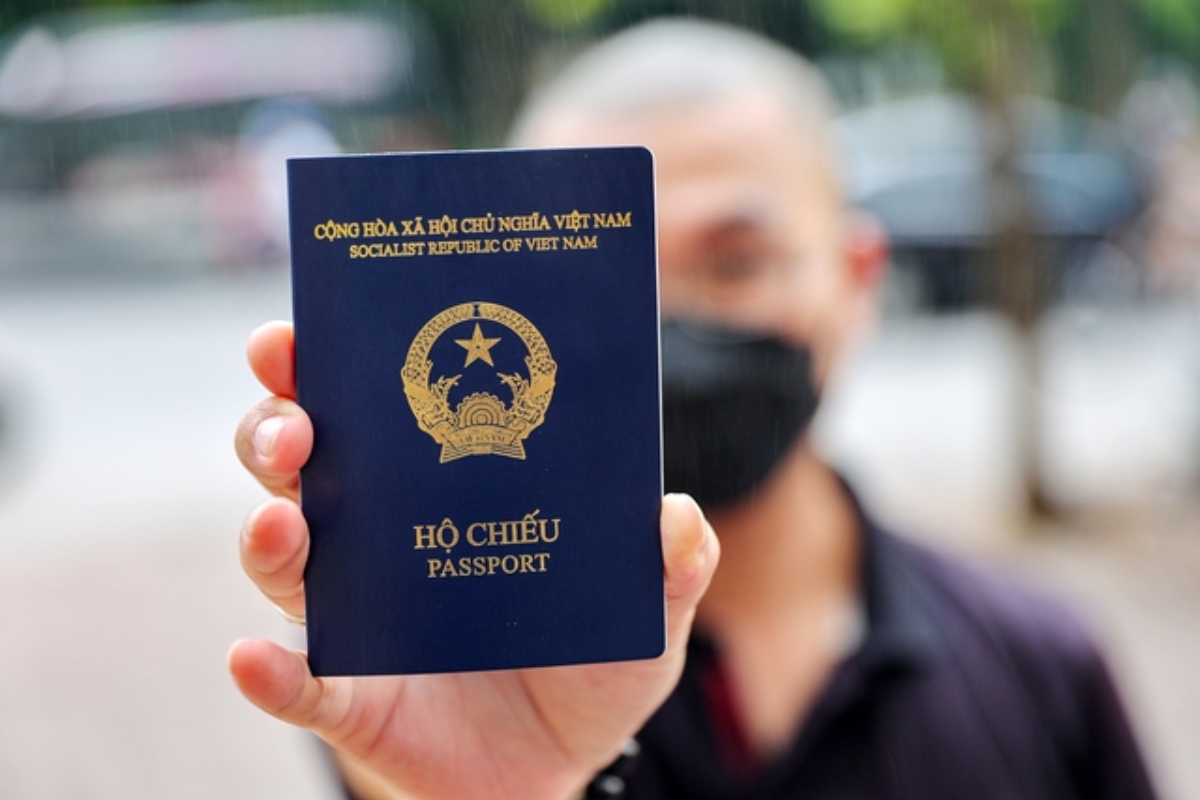 CỘNG HÒA XÃ HỘI CHỦ NGHĨA VIỆT NAM
SOCIALIST REPUBLIC OF VIET NAM
HỘ CHIẾU
PASSPORT